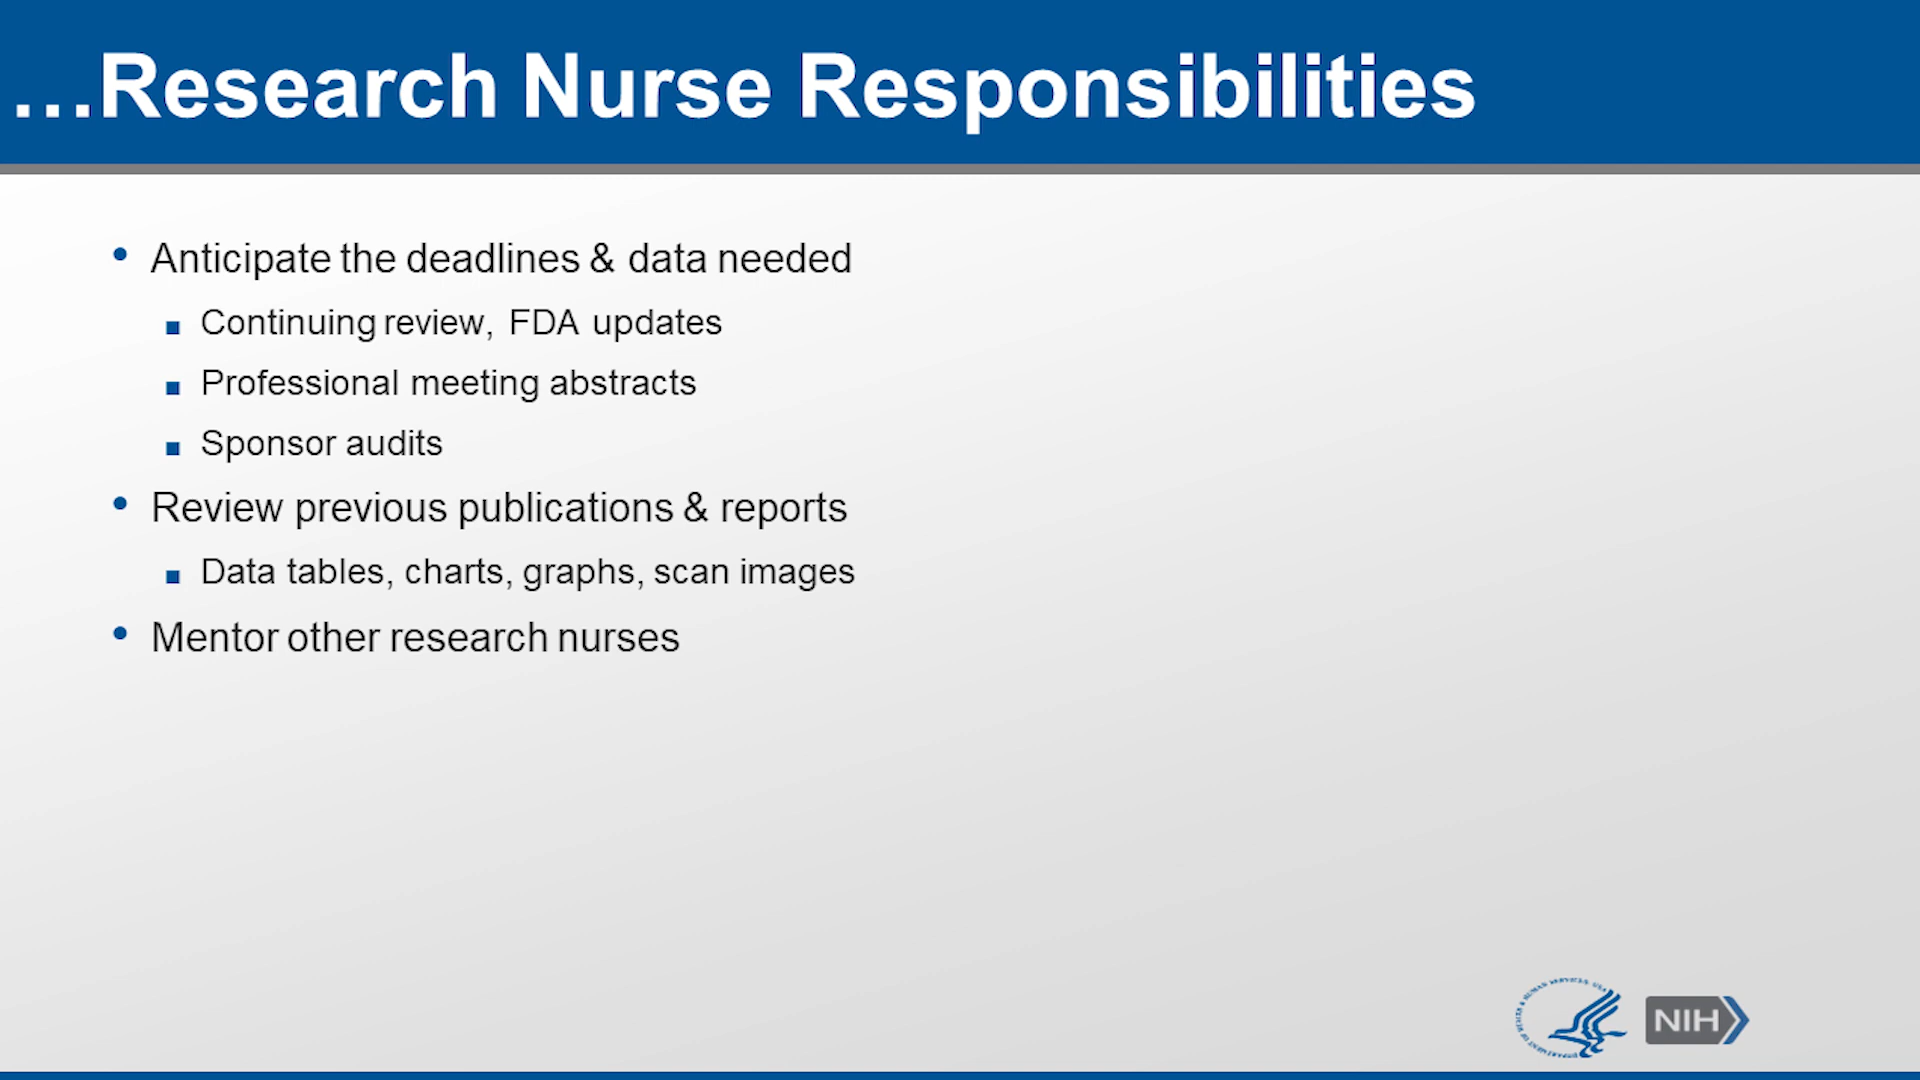 ...Research Nurse Responsibilities
• Anticipate the deadlines & data needed
▪ Continuing review, FDA updates
▪ Professional meeting abstracts
▪ Sponsor audits
• Review previous publications & reports
▪ Data tables, charts, graphs, scan images
• Mentor other research nurses
NIH